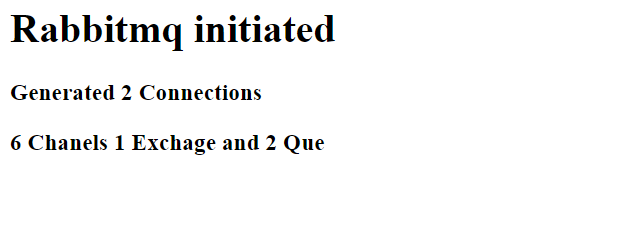 Rabbitmq initiated
Generated 2 Connections
6 Chanels 1 Exchage and 2 Que